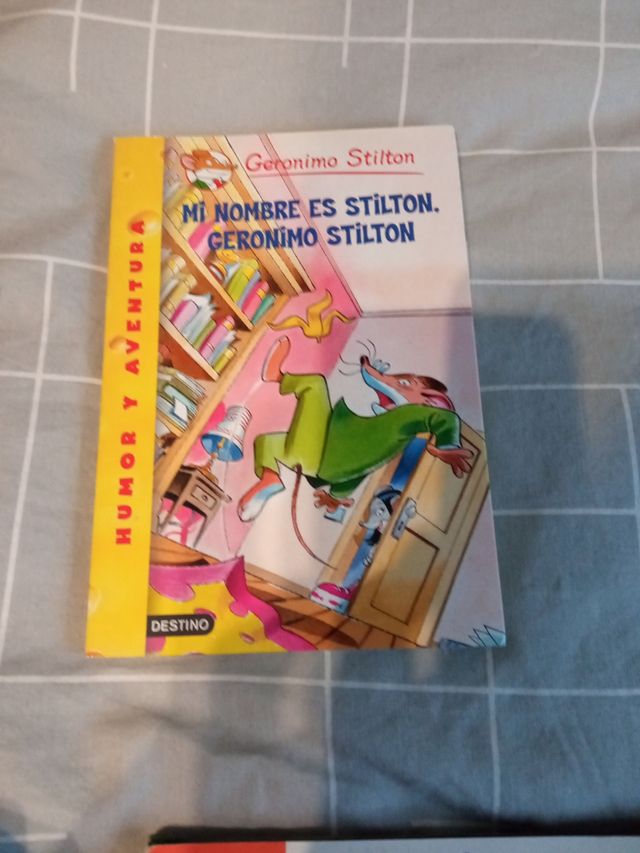 Geronimo Stilton
MI NOMBRE ES STILTON.
GERONIMO STILTON
HUMOR Y AVENTURA
DESTINO